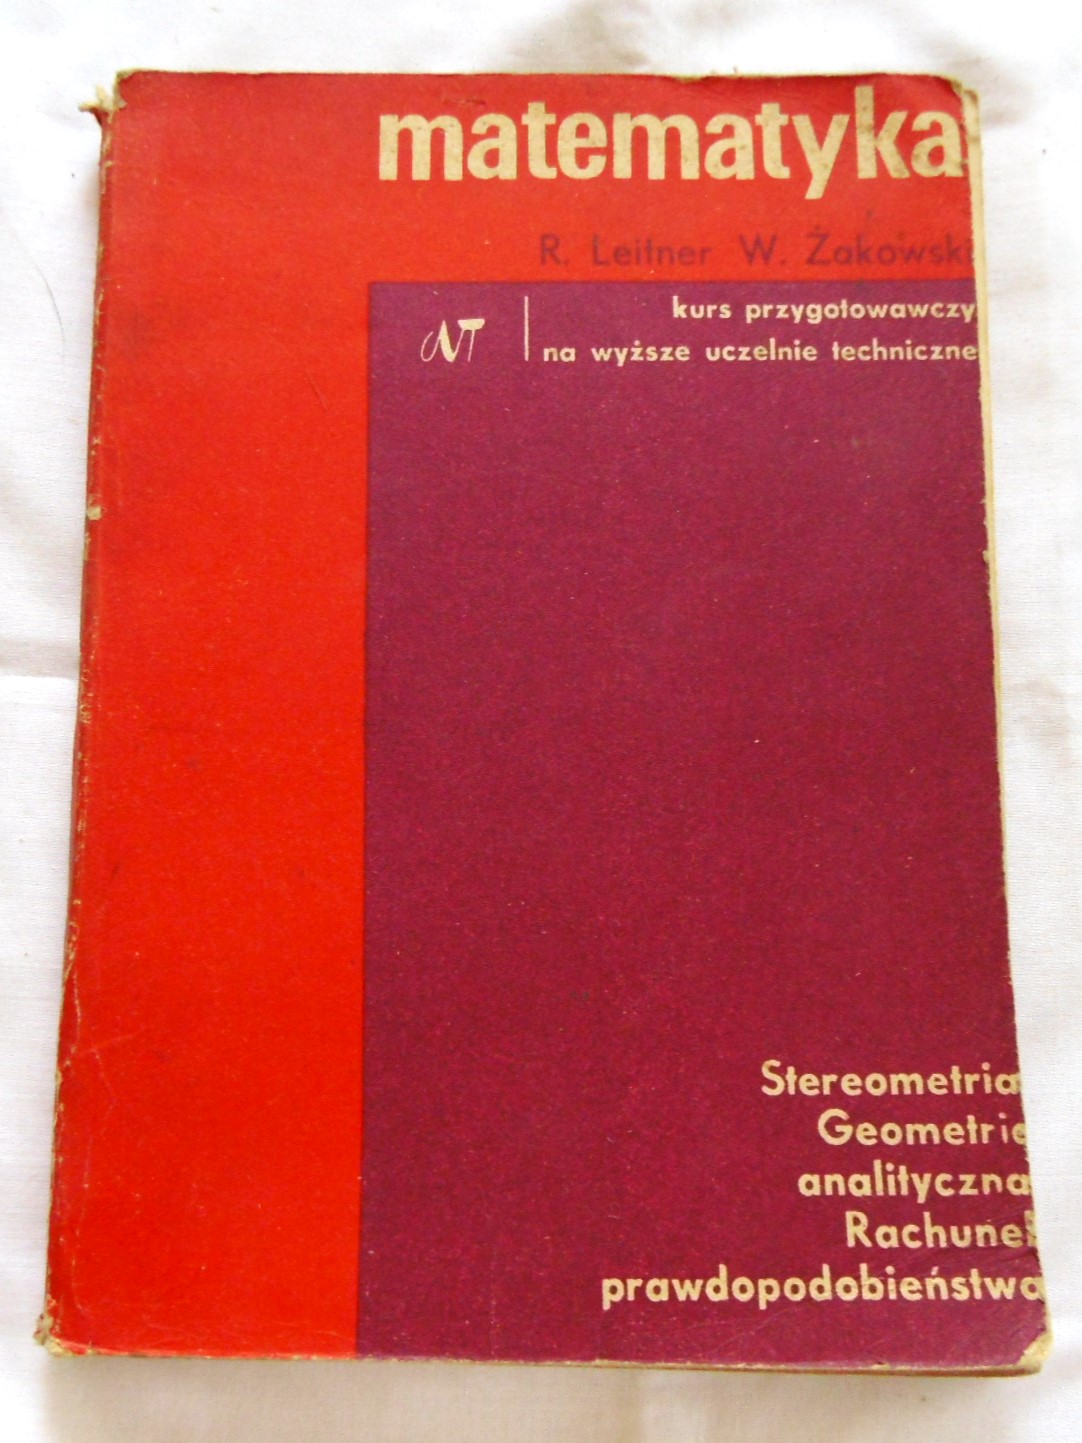 matematyka
R. Leitner W. Żakowski
NT
kurs przygotowawczy
na wyższe uczelnie techniczne
Stereometria
Geometria
analityczna
Rachunek
prawdopodobieństwa